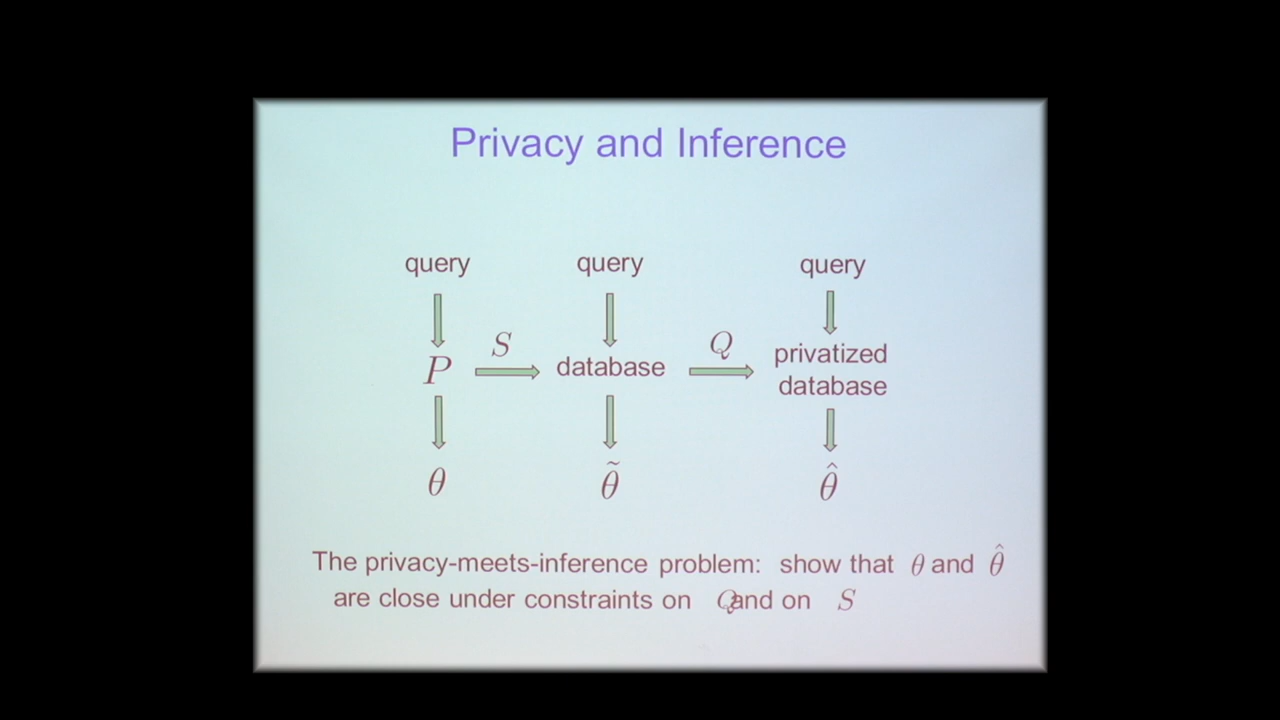 Privacy and Inference
query query query
S Q
P database privatized database
θ θ̃ θ̂
The privacy-meets-inference problem: show that θ and θ̂
are close under constraints on Q and on S